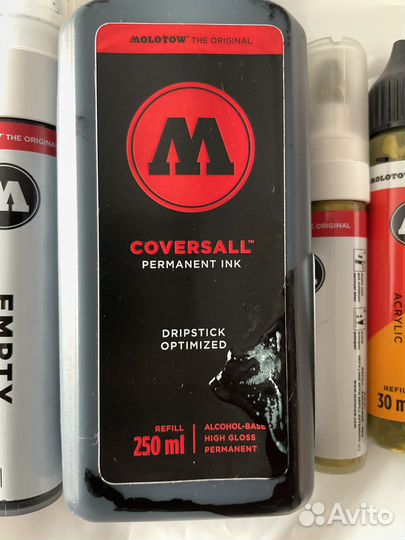 MOLOTOW™ THE ORIGINAL
M
COVERSALL™
PERMANENT INK
DRIPSTICK
OPTIMIZED
REFILL
250 ml
ALCOHOL-BASE
HIGH GLOSS
PERMANENT
THE ORIGINAL
M
EMPTY
ORIGINAL
MOLOTOW
ACRYLIC
REFILL
30 m
Avito